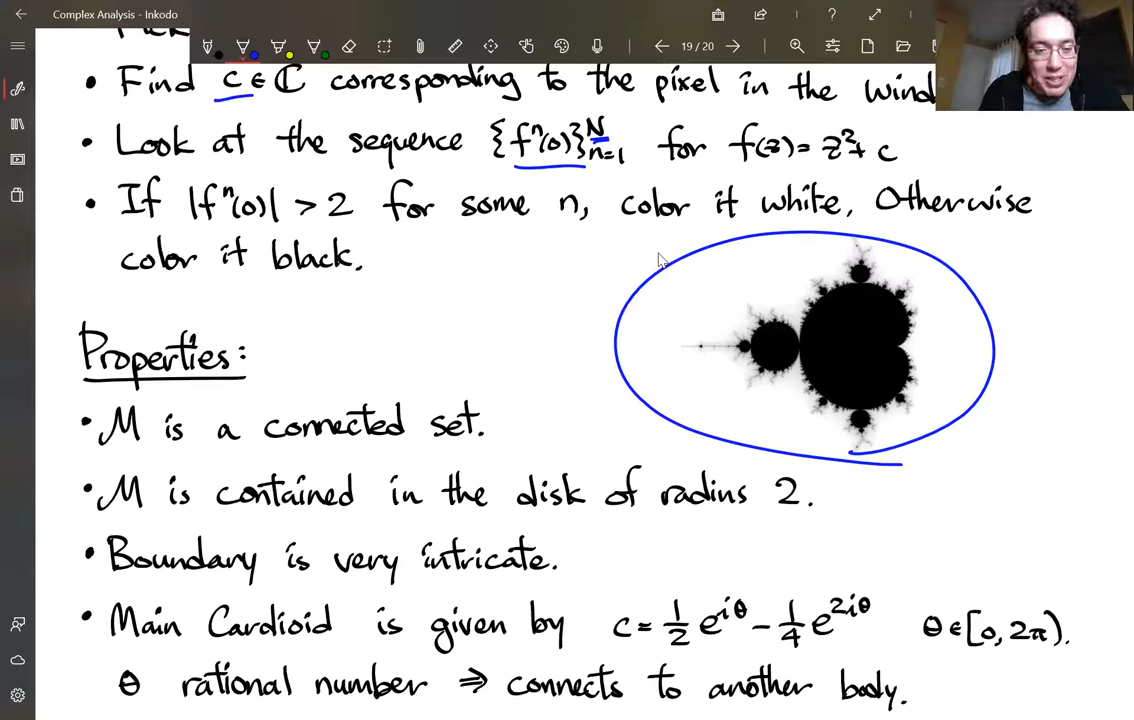 Complex Analysis - Inkodo
19 / 20
• Find c ∈ ℂ corresponding to the pixel in the wind
• Look at the sequence {fⁿ(0)}ᴺₙ₌₁ for f(z) = z² + c
• If |fⁿ(0)| > 2 for some n, color it white. Otherwise
color it black.
Properties:
• M is a connected set.
• M is contained in the disk of radius 2.
• Boundary is very intricate.
• Main Cardioid is given by c = 1/2 e^{iθ} - 1/4 e^{2iθ} θ ∈ [0, 2π).
θ rational number ⇒ connects to another body.